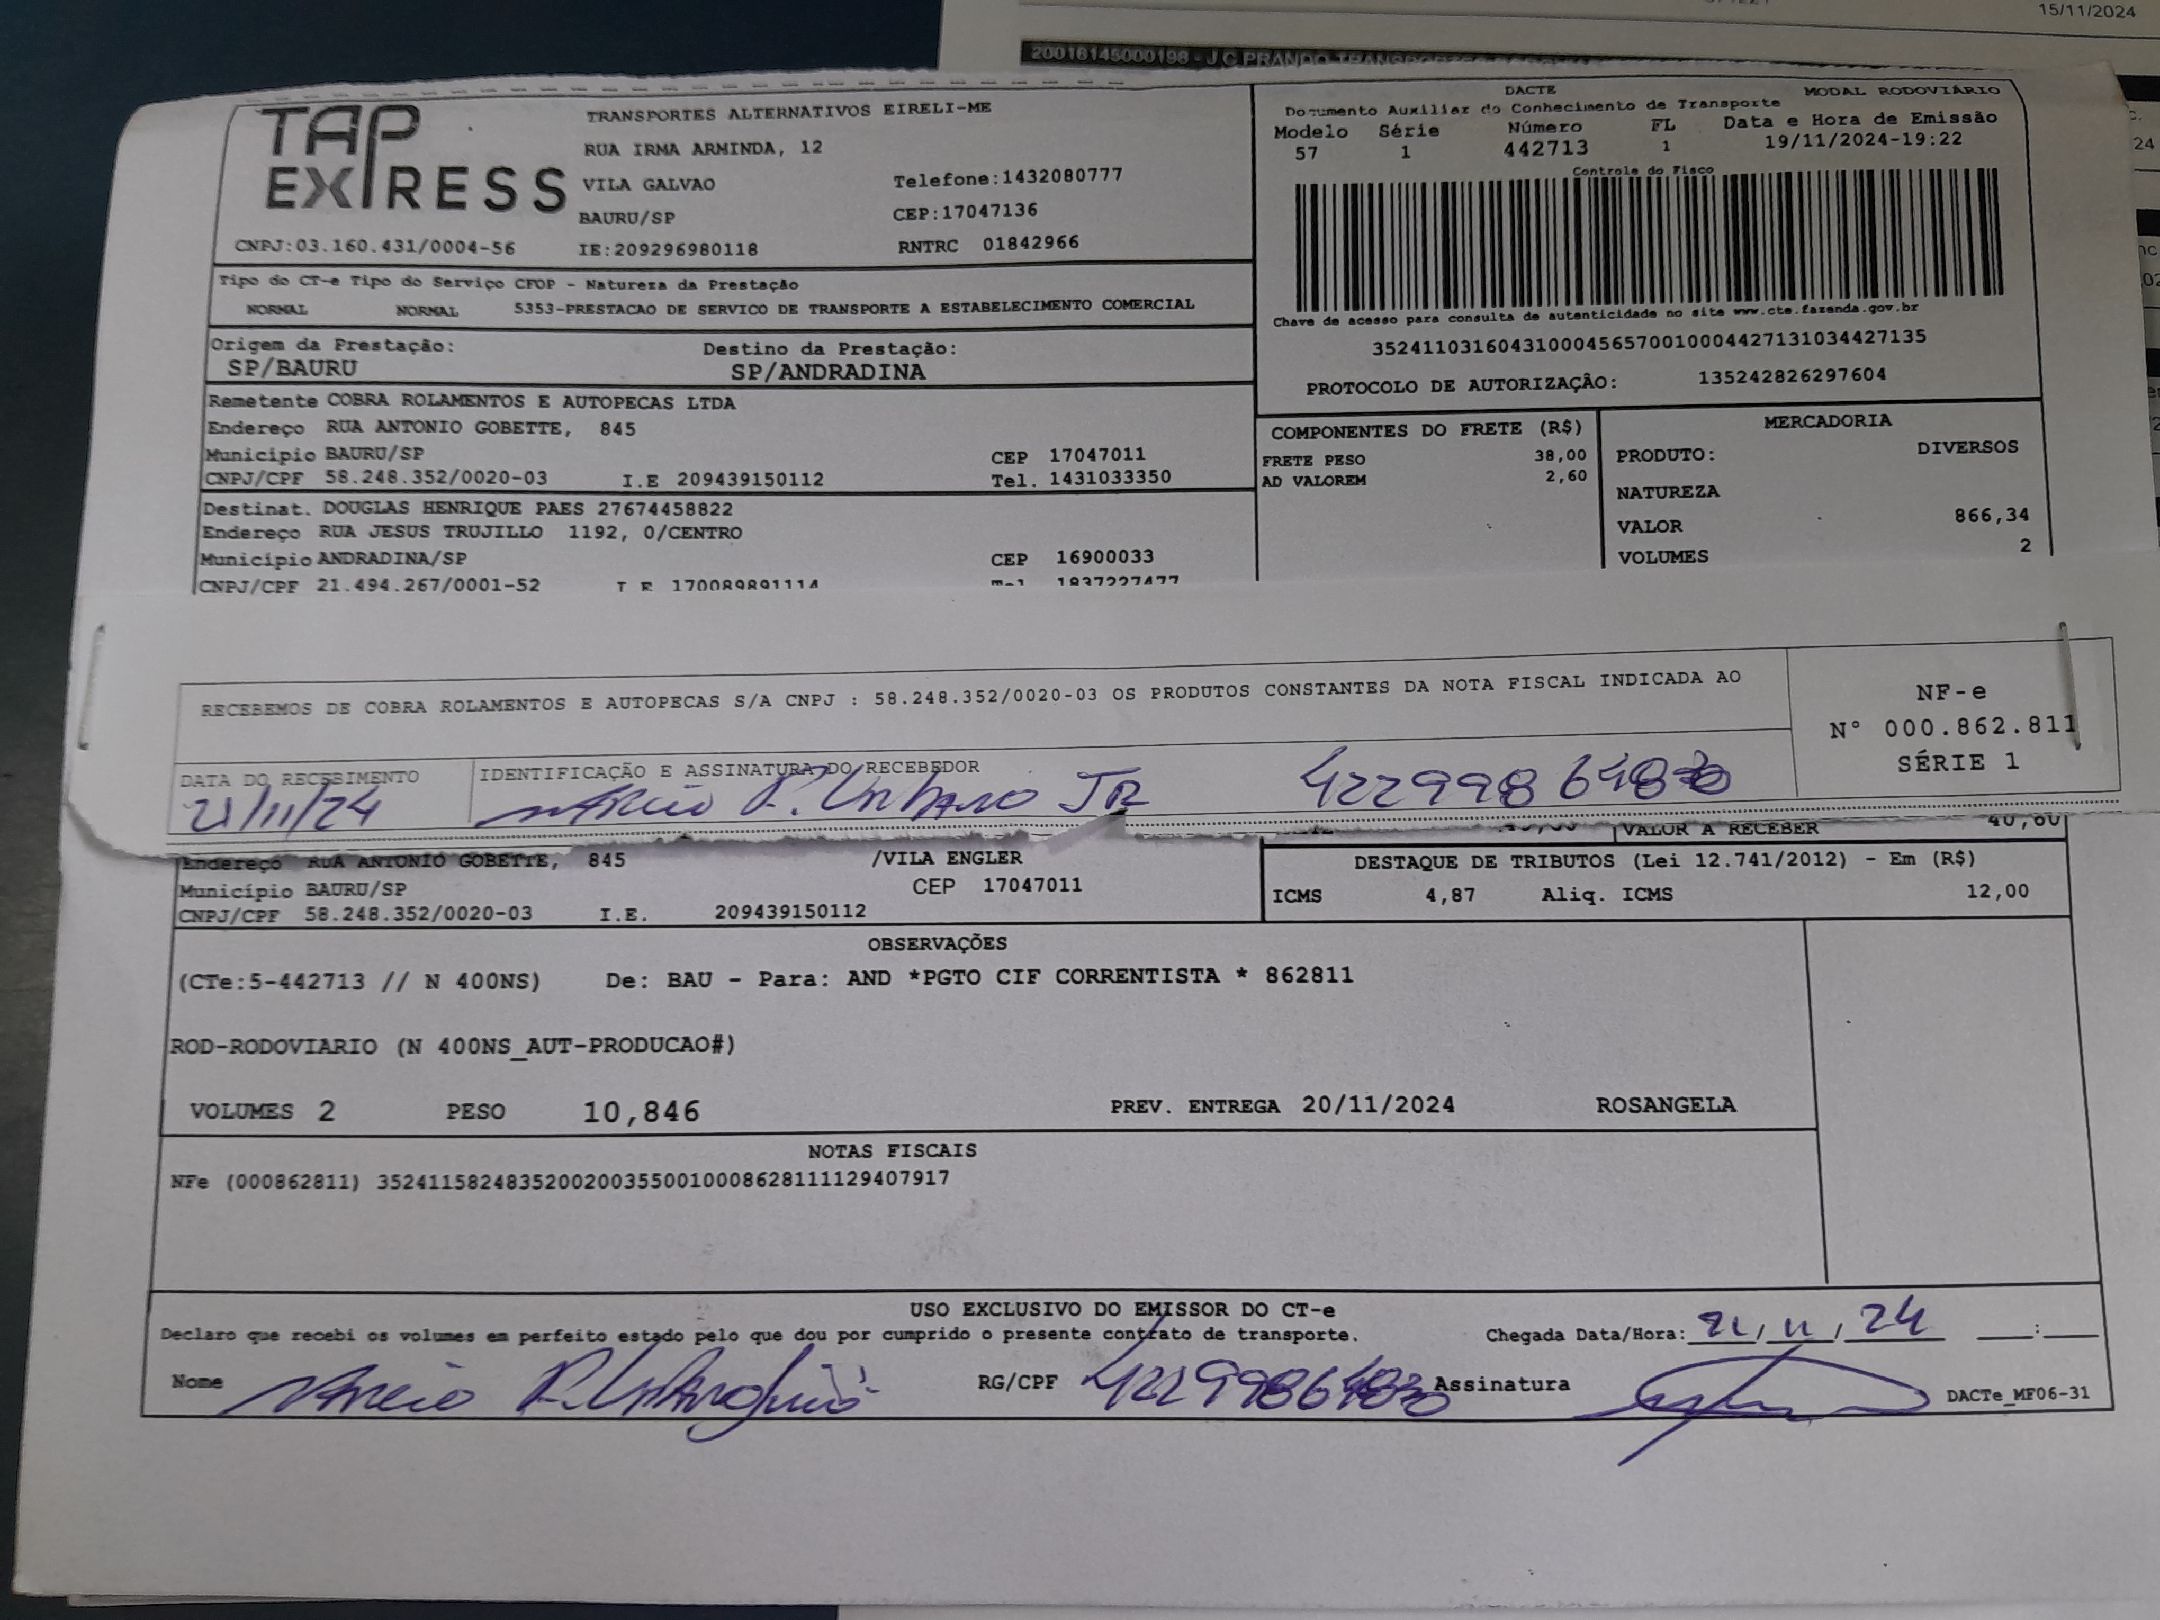 15/11/2024
20016145000198 - J C PRANDO
TAP EXPRESS
TRANSPORTES ALTERNATIVOS EIRELI-ME
RUA IRMA ARMINDA, 12
VILA GALVAO Telefone:1432080777
BAURU/SP CEP:17047136
CNPJ:03.160.431/0004-56 IE:209296980118 RNTRC 01842966
DACTE MODAL RODOVIÁRIO
Documento Auxiliar do Conhecimento de Transporte
Modelo Série Número FL Data e Hora de Emissão
57 1 442713 1 19/11/2024-19:22
Controle do Fisco
Chave de acesso para consulta de autenticidade no site www.cte.fazenda.gov.br
35241103160431000456570010004427131034427135
PROTOCOLO DE AUTORIZAÇÃO: 135242826297604
Tipo do CT-e Tipo do Serviço CFOP - Natureza da Prestação
NORMAL NORMAL 5353-PRESTACAO DE SERVICO DE TRANSPORTE A ESTABELECIMENTO COMERCIAL
Origem da Prestação: Destino da Prestação:
SP/BAURU SP/ANDRADINA
Remetente COBRA ROLAMENTOS E AUTOPECAS LTDA
Endereço RUA ANTONIO GOBETTE, 845
Município BAURU/SP CEP 17047011
CNPJ/CPF 58.248.352/0020-03 I.E 209439150112 Tel. 1431033350
Destinat. DOUGLAS HENRIQUE PAES 27674458822
Endereço RUA JESUS TRUJILLO 1192, 0/CENTRO
Município ANDRADINA/SP CEP 16900033
CNPJ/CPF 21.494.267/0001-52 I E 170089891114 Tel 1837227477
COMPONENTES DO FRETE (R$)
FRETE PESO 38,00
AD VALOREM 2,60
MERCADORIA
PRODUTO: DIVERSOS
NATUREZA
VALOR 866,34
VOLUMES 2
RECEBEMOS DE COBRA ROLAMENTOS E AUTOPECAS S/A CNPJ : 58.248.352/0020-03 OS PRODUTOS CONSTANTES DA NOTA FISCAL INDICADA AO
NF-e
N° 000.862.811
SÉRIE 1
DATA DO RECEBIMENTO IDENTIFICAÇÃO E ASSINATURA DO RECEBEDOR
21/11/24 P. Urbano JR
VALOR A RECEBER 40,60
Endereço RUA ANTONIO GOBETTE, 845 /VILA ENGLER
Município BAURU/SP CEP 17047011
CNPJ/CPF 58.248.352/0020-03 I.E. 209439150112
DESTAQUE DE TRIBUTOS (Lei 12.741/2012) - Em (R$)
ICMS 4,87 Aliq. ICMS 12,00
OBSERVAÇÕES
(CTe:5-442713 // N 400NS) De: BAU - Para: AND *PGTO CIF CORRENTISTA * 862811
ROD-RODOVIARIO (N 400NS_AUT-PRODUCAO#)
VOLUMES 2 PESO 10,846 PREV. ENTREGA 20/11/2024 ROSANGELA
NOTAS FISCAIS
NFe (000862811) 35241158248352002003550010008628111129407917
USO EXCLUSIVO DO EMISSOR DO CT-e
Declaro que recebi os volumes em perfeito estado pelo que dou por cumprido o presente contrato de transporte. Chegada Data/Hora: 21/11/24 __:__
Nome RG/CPF Assinatura DACTe_MF06-31